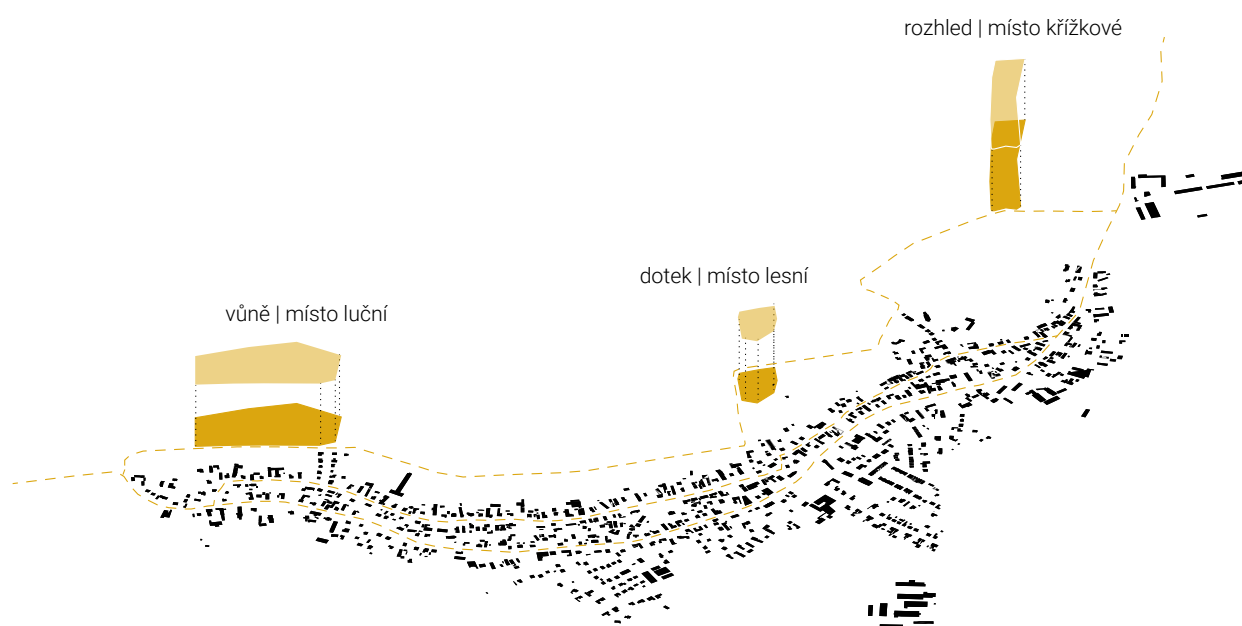 rozhled | místo křížkové
dotek | místo lesní
vůně | místo luční